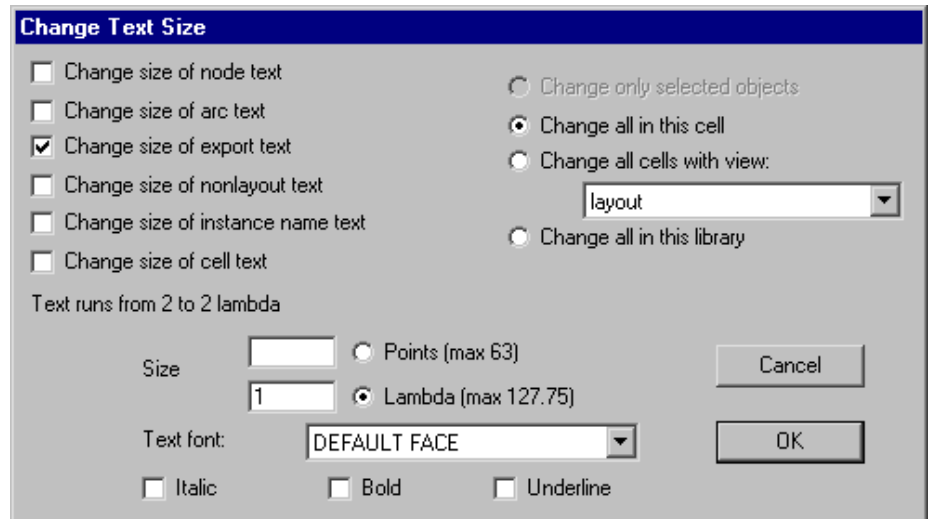 Change Text Size
Change size of node text
Change size of arc text
Change size of export text
Change size of nonlayout text
Change size of instance name text
Change size of cell text
Change only selected objects
Change all in this cell
Change all cells with view:
layout
Change all in this library
Text runs from 2 to 2 lambda
Size
Points (max 63)
1
Lambda (max 127.75)
Text font:
DEFAULT FACE
Italic
Bold
Underline
Cancel
OK